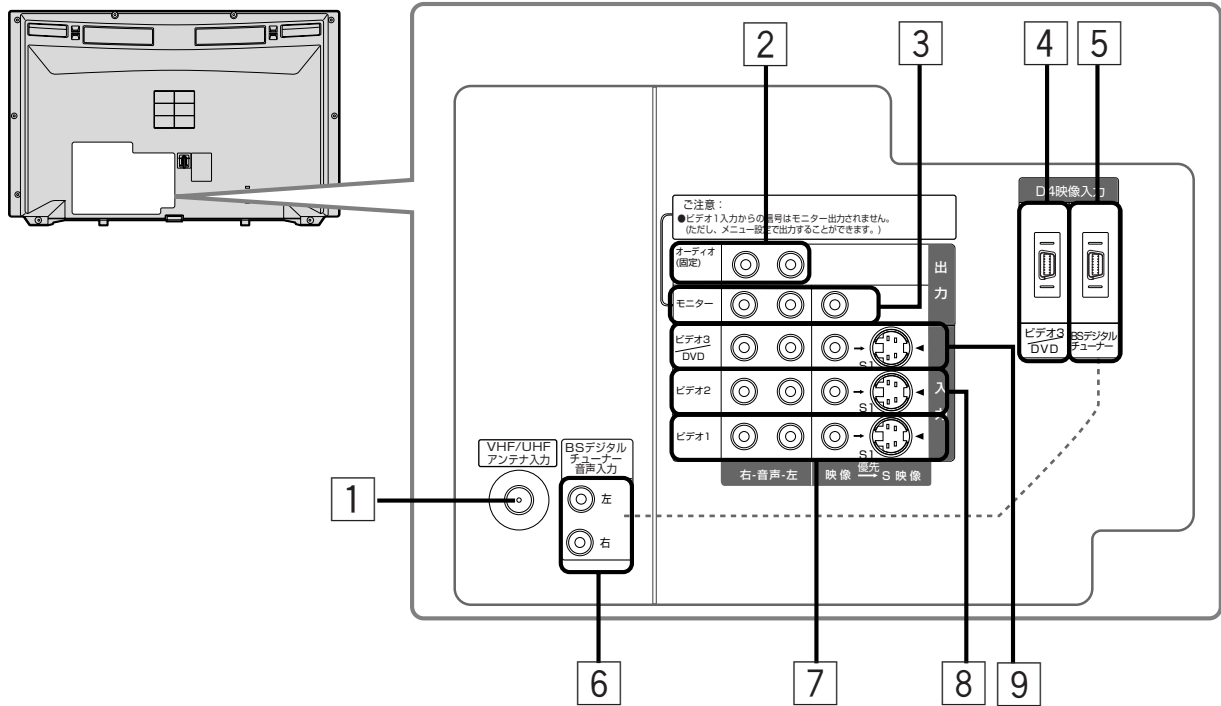 2
3
4
5
D4映像入力
ご注意：
●ビデオ1入力からの信号はモニター出力されません。
(ただし、メニュー設定で出力することができます。)
オーディオ
(固定)
出力
モニター
ビデオ3
DVD
S1
ビデオ3
DVD
BSデジタル
チューナー
ビデオ2
S1
入
ビデオ1
S1
右-音声-左
映像 優先 S映像
VHF/UHF
アンテナ入力
BSデジタル
チューナー
音声入力
左
右
1
6
7
8
9